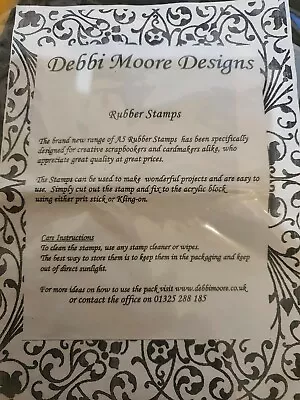 Debbi Moore Designs
Rubber Stamps
The brand new range of A5 Rubber Stamps has been specifically
designed for creative scrapbookers and cardmakers alike, who
appreciate great quality at great prices.
The Stamps can be used to make wonderful projects and are easy to
use. Simply cut out the stamp and fix to the acrylic block
using either prit stick or Kling-on.
Care Instructions
To clean the stamps, use any stamp cleaner or wipes.
The best way to store them is to keep them in the packaging and keep
out of direct sunlight.
For more ideas on how to use the pack visit www.debbimoore.co.uk
or contact the office on 01325 288 185